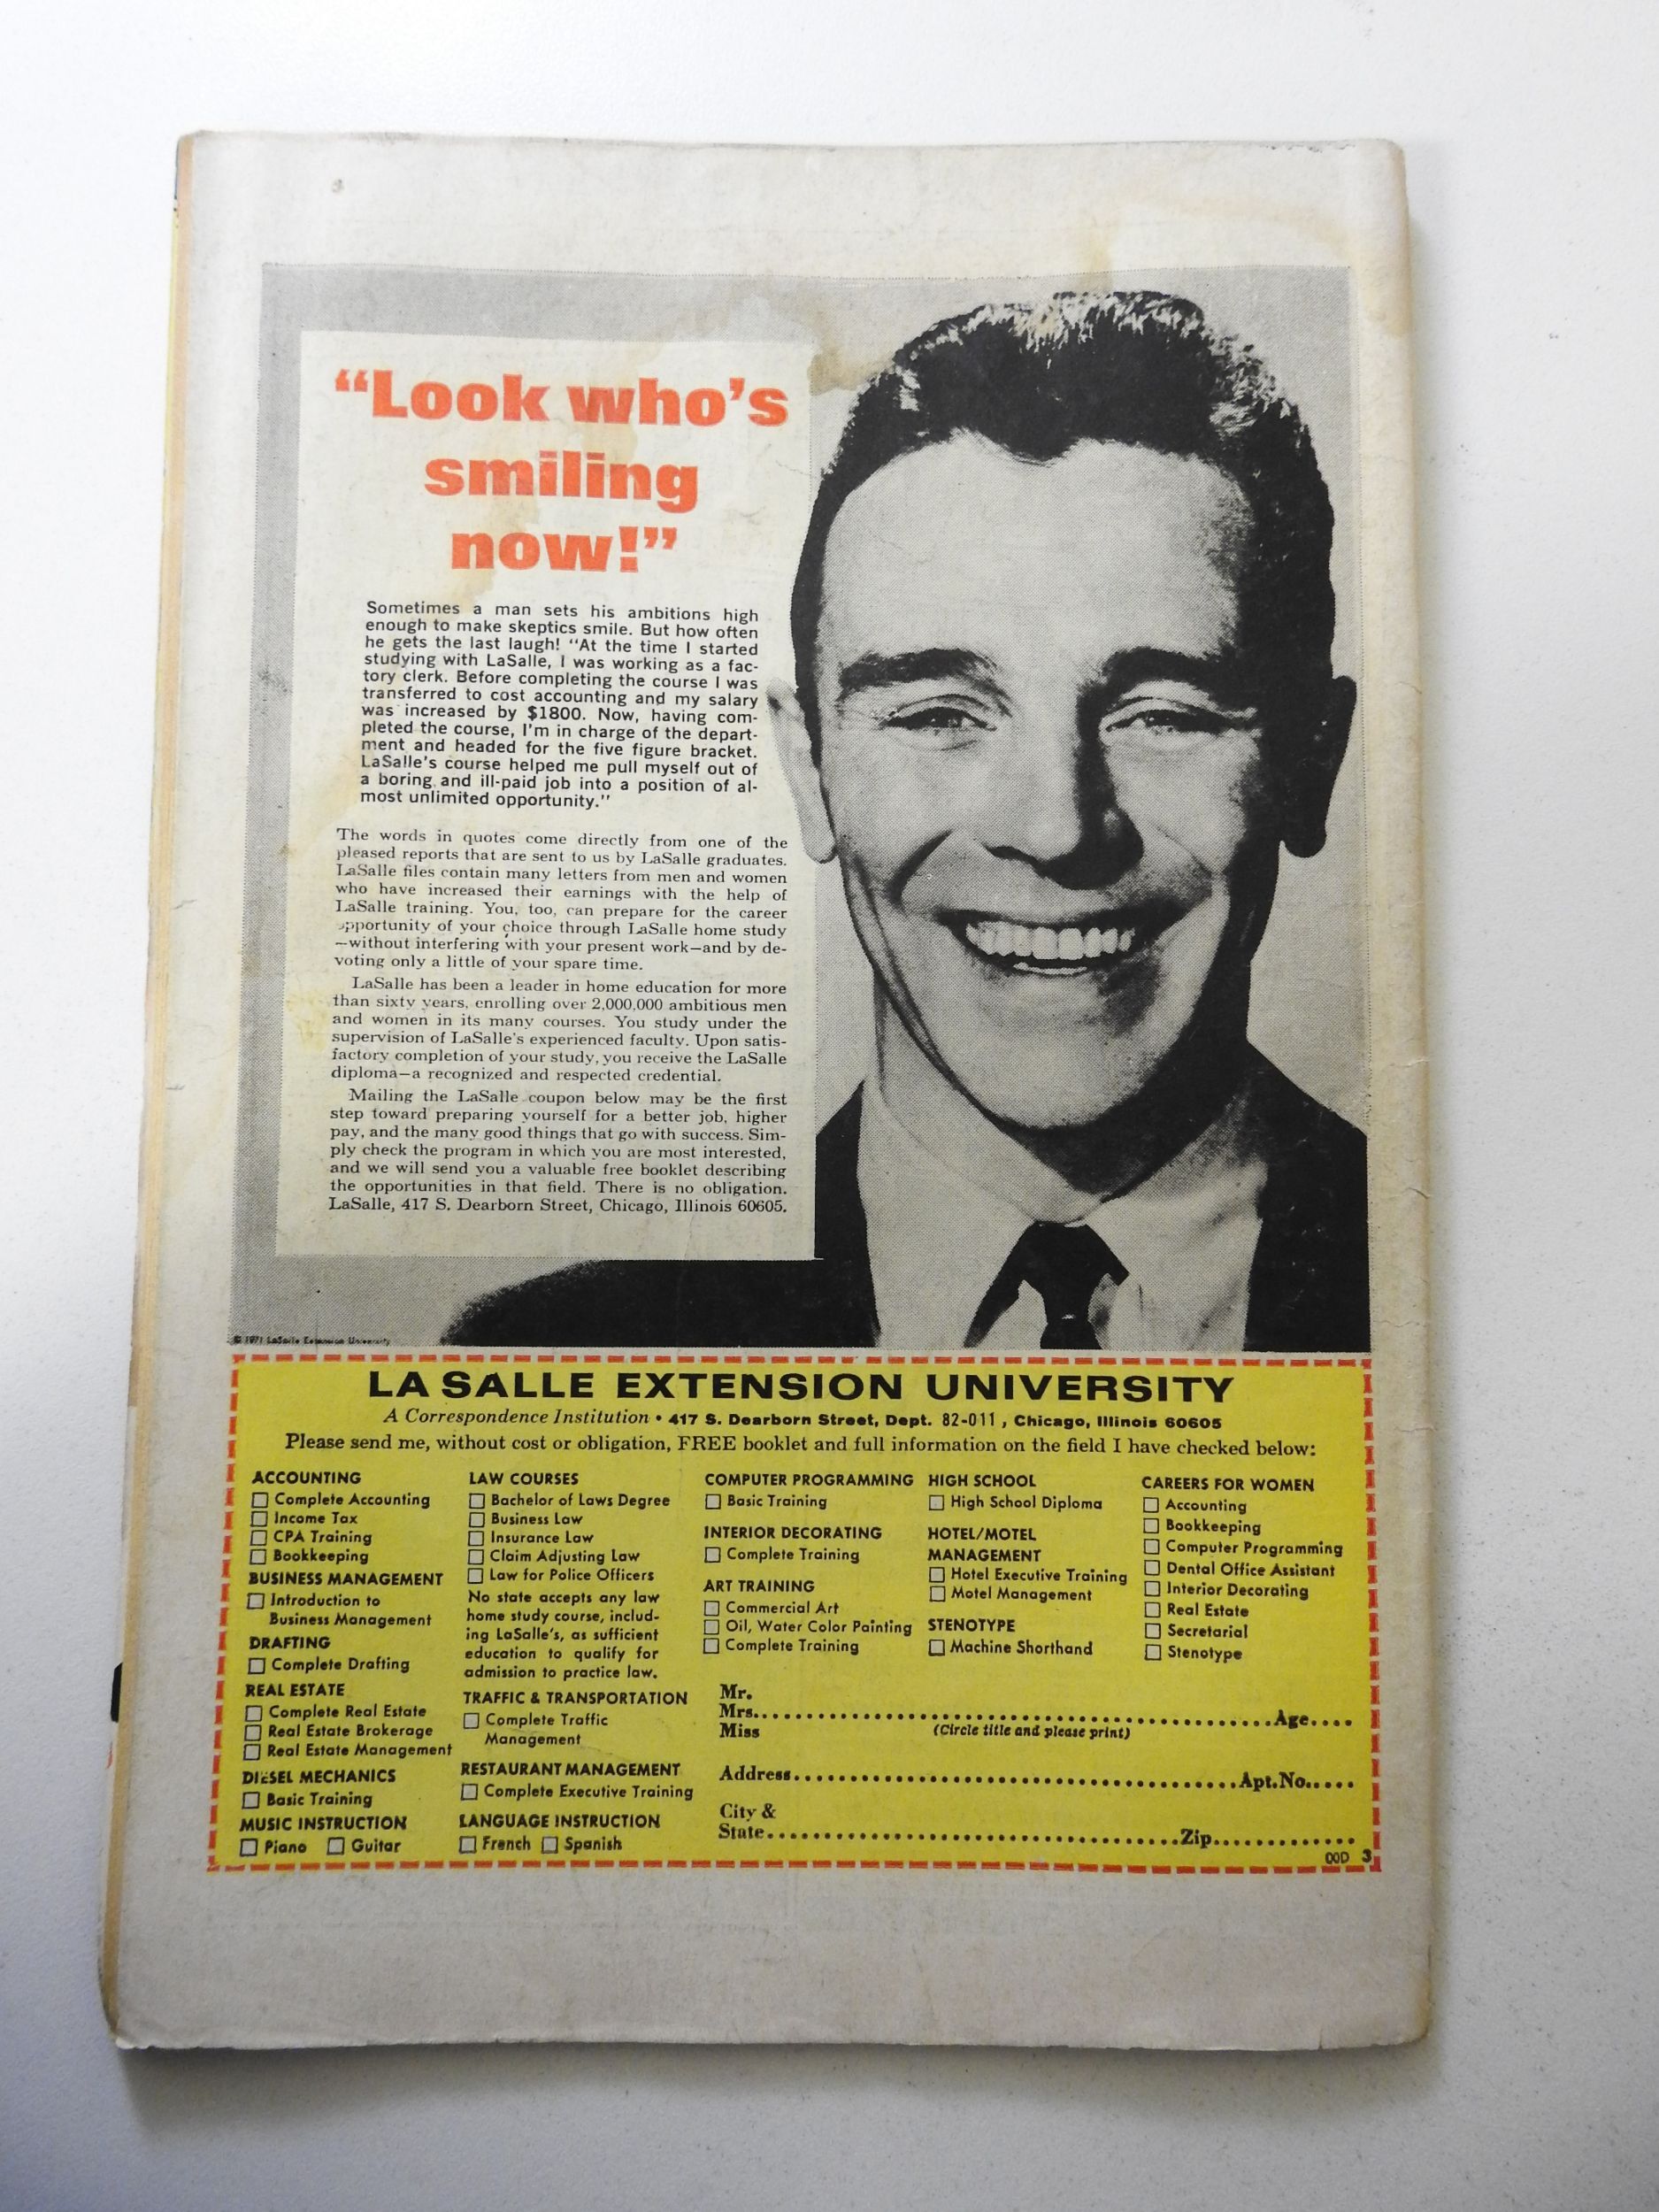 “Look who’s
smiling
now!”
Sometimes a man sets his ambitions high
enough to make skeptics smile. But how often
he gets the last laugh! “At the time I started
studying with LaSalle, I was working as a fac-
tory clerk. Before completing the course I was
transferred to cost accounting and my salary
was increased by $1800. Now, having com-
pleted the course, I'm in charge of the depart-
ment and headed for the five figure bracket.
LaSalle's course helped me pull myself out of
a boring and ill-paid job into a position of al-
most unlimited opportunity.”
The words in quotes come directly from one of the
pleased reports that are sent to us by LaSalle graduates.
LaSalle files contain many letters from men and women
who have increased their earnings with the help of
LaSalle training. You, too, can prepare for the career
opportunity of your choice through LaSalle home study
—without interfering with your present work—and by de-
voting only a little of your spare time.
LaSalle has been a leader in home education for more
than sixty years, enrolling over 2,000,000 ambitious men
and women in its many courses. You study under the
supervision of LaSalle's experienced faculty. Upon satis-
factory completion of your study, you receive the LaSalle
diploma—a recognized and respected credential.
Mailing the LaSalle coupon below may be the first
step toward preparing yourself for a better job, higher
pay, and the many good things that go with success. Sim-
ply check the program in which you are most interested,
and we will send you a valuable free booklet describing
the opportunities in that field. There is no obligation.
LaSalle, 417 S. Dearborn Street, Chicago, Illinois 60605.
© 1971 LaSalle Extension University
LA SALLE EXTENSION UNIVERSITY
A Correspondence Institution • 417 S. Dearborn Street, Dept. 82-011, Chicago, Illinois 60605
Please send me, without cost or obligation, FREE booklet and full information on the field I have checked below:
ACCOUNTING
Complete Accounting
Income Tax
CPA Training
Bookkeeping
BUSINESS MANAGEMENT
Introduction to
Business Management
DRAFTING
Complete Drafting
REAL ESTATE
Complete Real Estate
Real Estate Brokerage
Real Estate Management
DIESEL MECHANICS
Basic Training
MUSIC INSTRUCTION
Piano Guitar
LAW COURSES
Bachelor of Laws Degree
Business Law
Insurance Law
Claim Adjusting Law
Law for Police Officers
No state accepts any law
home study course, includ-
ing LaSalle's, as sufficient
education to qualify for
admission to practice law.
TRAFFIC & TRANSPORTATION
Complete Traffic
Management
RESTAURANT MANAGEMENT
Complete Executive Training
LANGUAGE INSTRUCTION
French Spanish
COMPUTER PROGRAMMING
Basic Training
INTERIOR DECORATING
Complete Training
ART TRAINING
Commercial Art
Oil, Water Color Painting
Complete Training
HIGH SCHOOL
High School Diploma
HOTEL/MOTEL
MANAGEMENT
Hotel Executive Training
Motel Management
STENOTYPE
Machine Shorthand
CAREERS FOR WOMEN
Accounting
Bookkeeping
Computer Programming
Dental Office Assistant
Interior Decorating
Real Estate
Secretarial
Stenotype
Mr.
Mrs. Age
Miss (Circle title and please print)
Address Apt.No.
City &
State Zip
00D 3